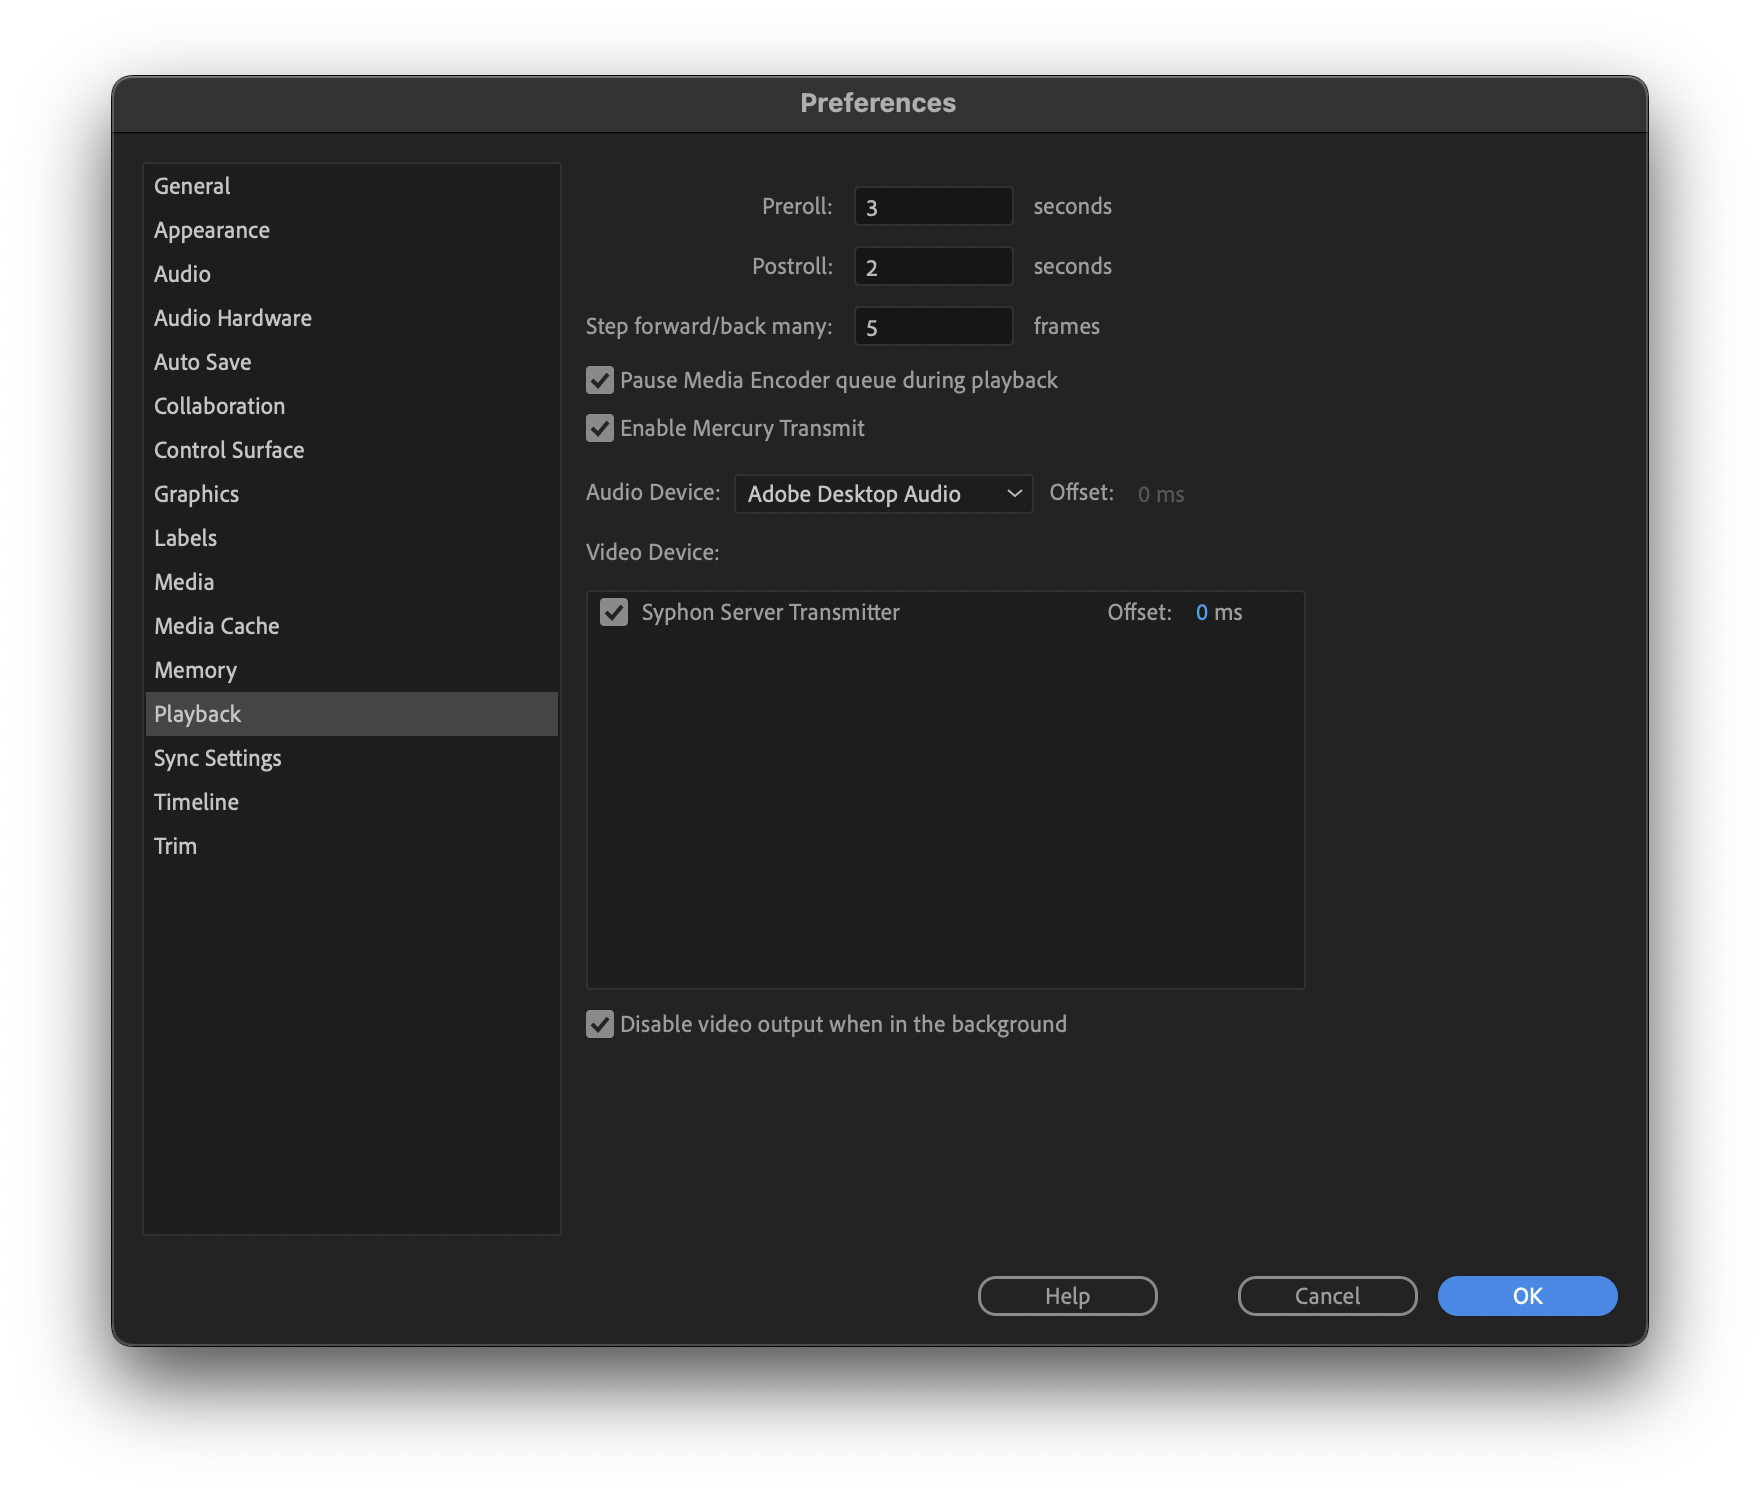 Preferences
General
Appearance
Audio
Audio Hardware
Auto Save
Collaboration
Control Surface
Graphics
Labels
Media
Media Cache
Memory
Playback
Sync Settings
Timeline
Trim
Preroll: 3 seconds
Postroll: 2 seconds
Step forward/back many: 5 frames
Pause Media Encoder queue during playback
Enable Mercury Transmit
Audio Device: Adobe Desktop Audio Offset: 0 ms
Video Device:
Syphon Server Transmitter Offset: 0 ms
Disable video output when in the background
Help Cancel OK